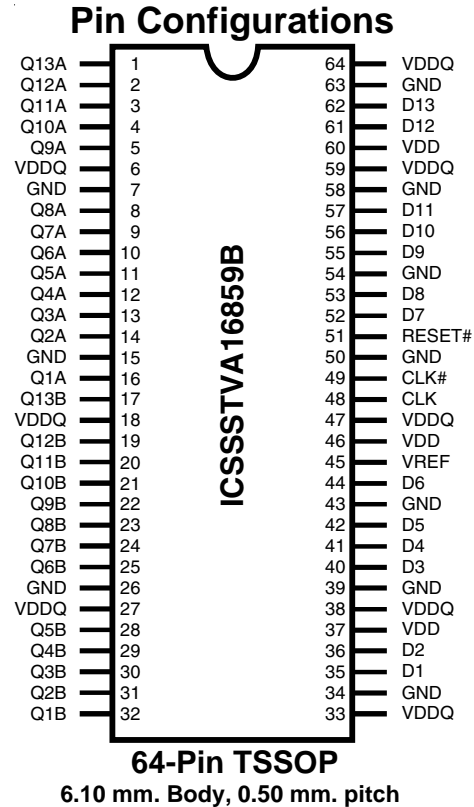 Pin Configurations
Q13A 1 64 VDDQ
Q12A 2 63 GND
Q11A 3 62 D13
Q10A 4 61 D12
Q9A 5 60 VDD
VDDQ 6 59 VDDQ
GND 7 58 GND
Q8A 8 57 D11
Q7A 9 56 D10
Q6A 10 55 D9
Q5A 11 54 GND
Q4A 12 53 D8
Q3A 13 52 D7
Q2A 14 51 RESET#
GND 15 50 GND
Q1A 16 49 CLK#
Q13B 17 48 CLK
VDDQ 18 47 VDDQ
Q12B 19 46 VDD
Q11B 20 45 VREF
Q10B 21 44 D6
Q9B 22 43 GND
Q8B 23 42 D5
Q7B 24 41 D4
Q6B 25 40 D3
GND 26 39 GND
VDDQ 27 38 VDDQ
Q5B 28 37 VDD
Q4B 29 36 D2
Q3B 30 35 D1
Q2B 31 34 GND
Q1B 32 33 VDDQ
ICSSSTVA16859B
64-Pin TSSOP
6.10 mm. Body, 0.50 mm. pitch